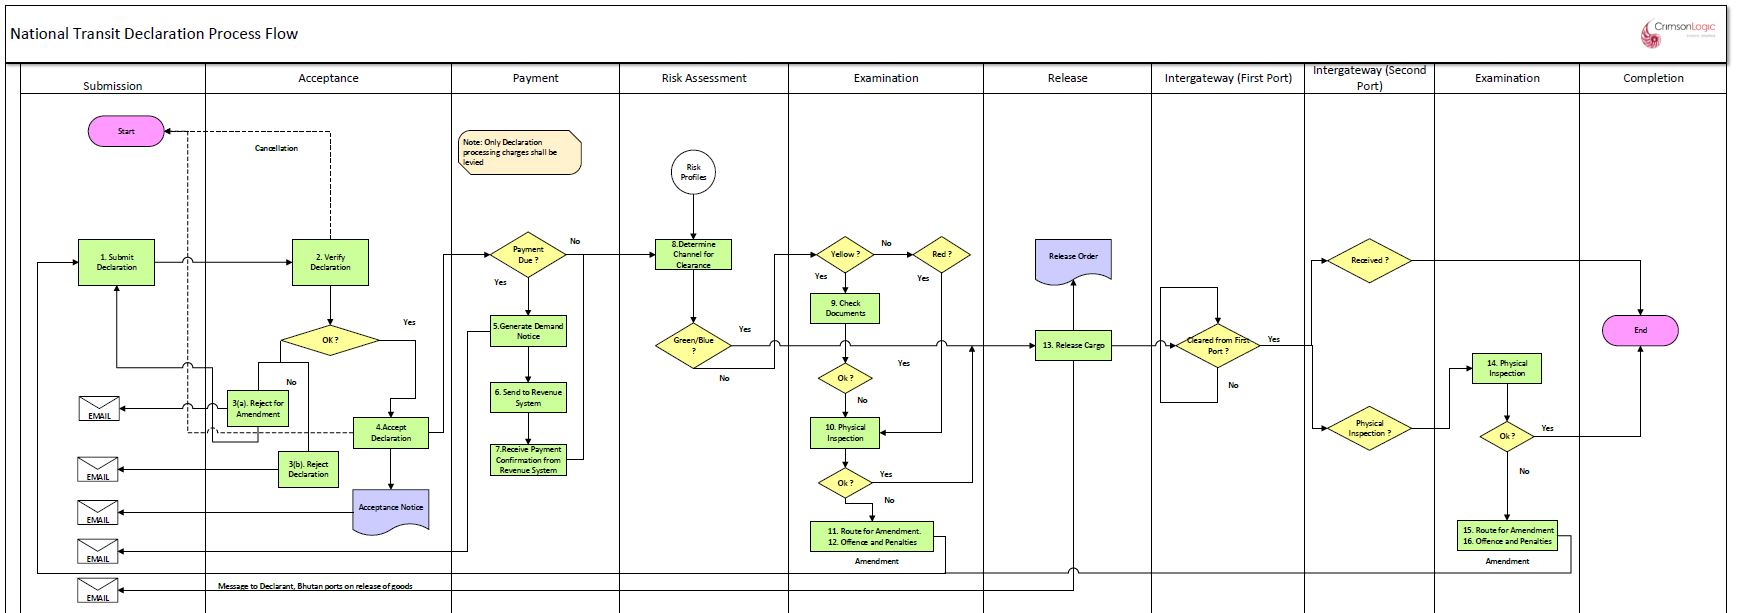 National Transit Declaration Process Flow
CrimsonLogic
Submission
Acceptance
Payment
Risk Assessment
Examination
Release
Intergateway (First Port)
Intergateway (Second
Port)
Examination
Completion
Start
Cancellation
Note: Only Declaration
processing charges shall be
levied
Risk
Profiles
1. Submit
Declaration
2. Verify
Declaration
Payment
Due ?
No
Yes
8.Determine
Channel for
Clearance
Yellow ?
No
Red ?
Yes
Yes
Release Order
Received ?
9. Check
Documents
OK ?
Yes
No
5.Generate Demand
Notice
Green/Blue
?
Yes
No
13. Release Cargo
Cleared from First
Port ?
Yes
No
End
Ok ?
Yes
No
14. Physical
Inspection
3(a). Reject for
Amendment
EMAIL
6. Send to Revenue
System
4.Accept
Declaration
10. Physical
Inspection
Physical
Inspection ?
Ok ?
Yes
No
3(b). Reject
Declaration
EMAIL
7.Receive Payment
Confirmation from
Revenue System
Ok ?
Yes
No
Acceptance Notice
EMAIL
11. Route for Amendment.
12. Offence and Penalties
Amendment
15. Route for Amendment
16. Offence and Penalties
Amendment
EMAIL
Message to Declarant, Bhutan ports on release of goods
EMAIL